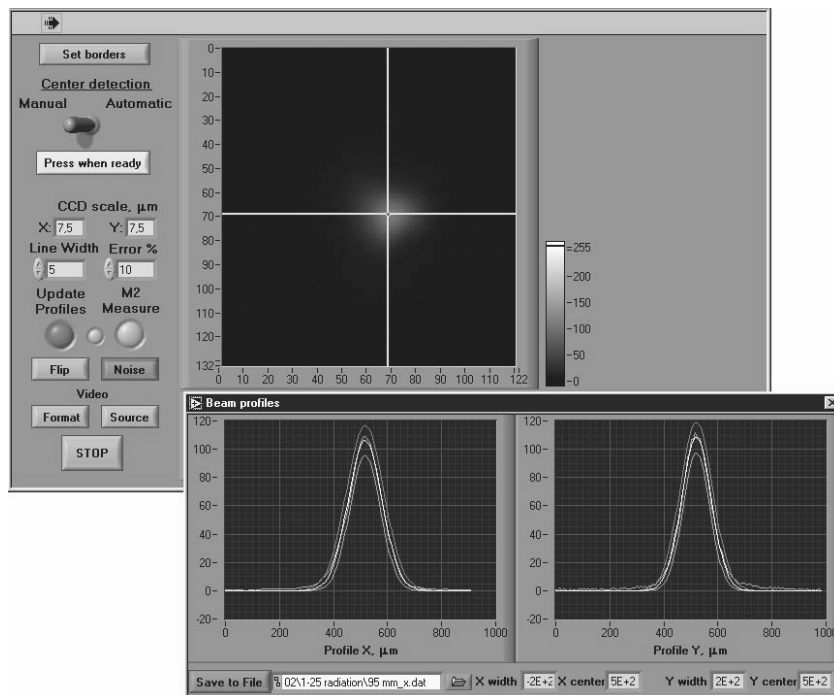 Set borders
Center detection
Manual Automatic
Press when ready
CCD scale, µm
X: 7,5 Y: 7,5
Line Width Error %
5 10
Update M2
Profiles Measure
Flip Noise
Video
Format Source
STOP
0
10
20
30
40
50
60
70
80
90
100
110
120
132
0 10 20 30 40 50 60 70 80 90 100 110 122
=255
-200
-150
-100
-50
-0
Beam profiles
120
100
80
60
40
20
0
-20
0 200 400 600 800 1000
Profile X, µm
120
100
80
60
40
20
0
-20
0 200 400 600 800 1000
Profile Y, µm
Save to File 02\1-25 radiation\95 mm_x.dat X width -2E+2 X center 5E+2 Y width 2E+2 Y center 5E+2